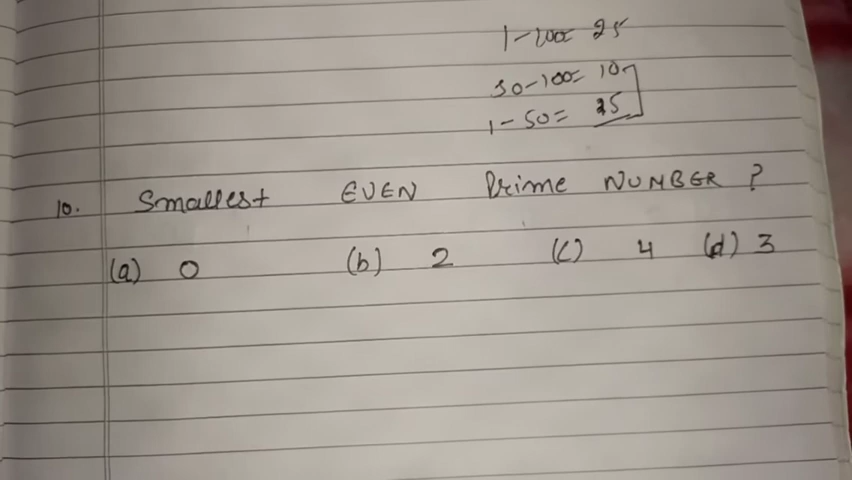 1-100= 25
50-100= 10
1-50= 15
10. Smallest EVEN Prime NUMBER ?
(a) 0 (b) 2 (c) 4 (d) 3